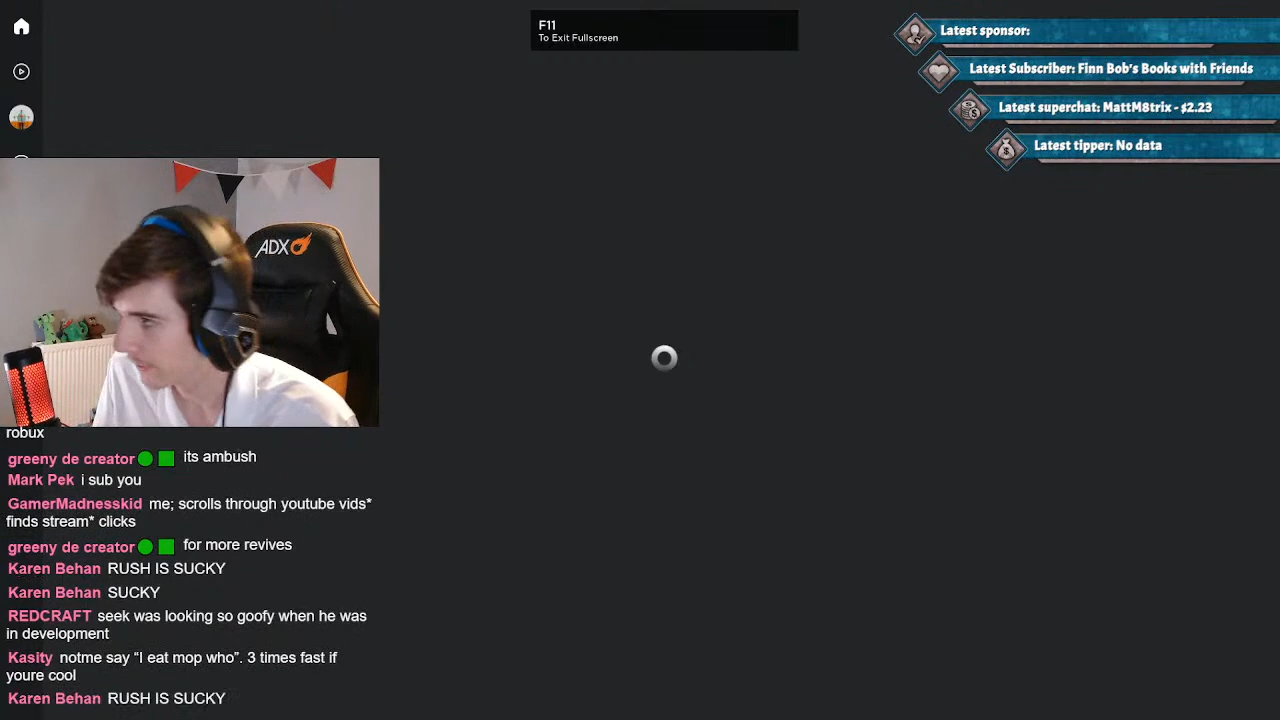 F11
To Exit Fullscreen
Latest sponsor:
Latest Subscriber: Finn Bob's Books with Friends
Latest superchat: MattM8trix - $2.23
Latest tipper: No data
ADX
robux
greeny de creator its ambush
Mark Pek i sub you
GamerMadnesskid me; scrolls through youtube vids*
finds stream* clicks
greeny de creator for more revives
Karen Behan RUSH IS SUCKY
Karen Behan SUCKY
REDCRAFT seek was looking so goofy when he was
in development
Kasity notme say “I eat mop who”. 3 times fast if
youre cool
Karen Behan RUSH IS SUCKY